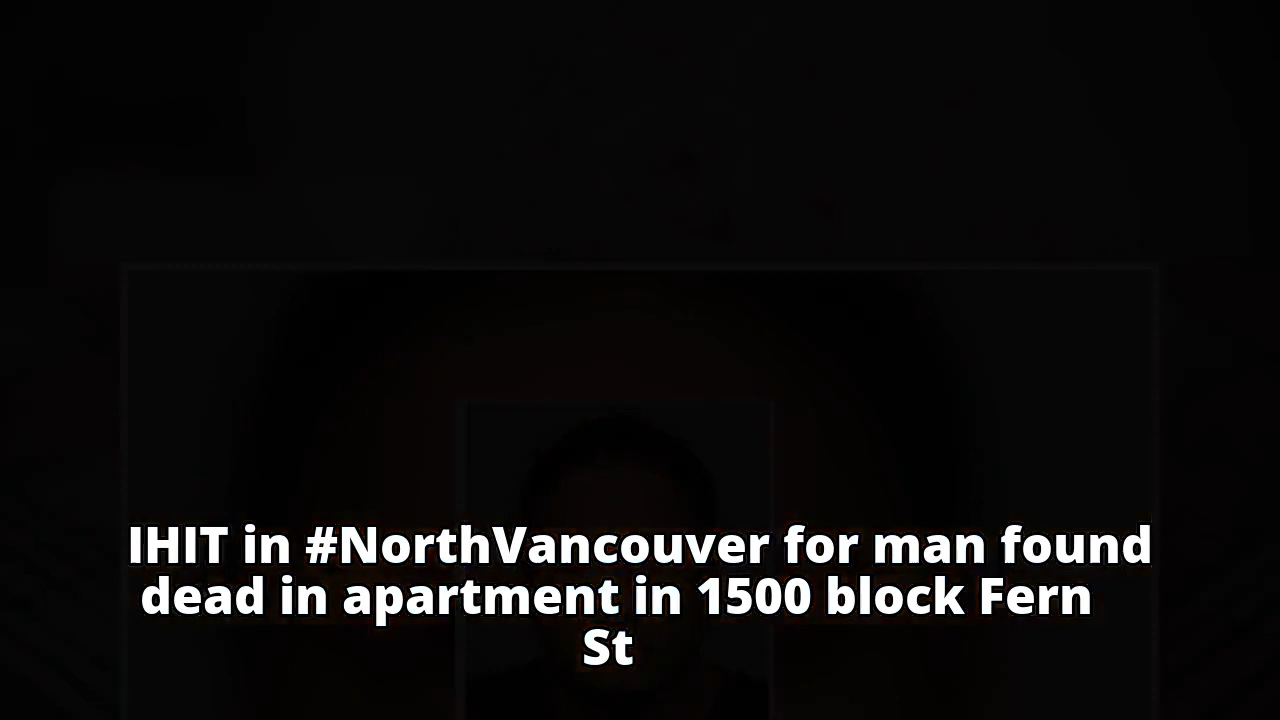 IHIT in #NorthVancouver for man found
dead in apartment in 1500 block Fern
St